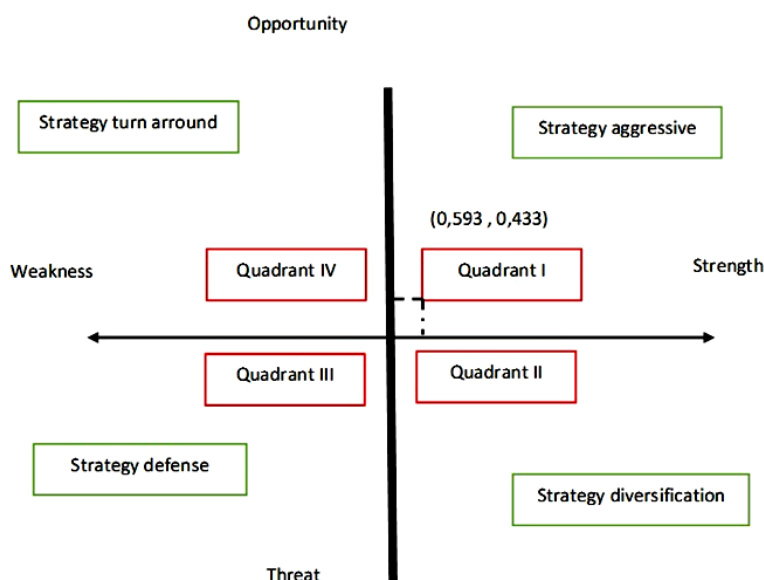 Opportunity
Strategy turn arround
Strategy aggressive
(0,593 , 0,433)
Weakness
Quadrant IV
Quadrant I
Strength
Quadrant III
Quadrant II
Strategy defense
Strategy diversification
Threat